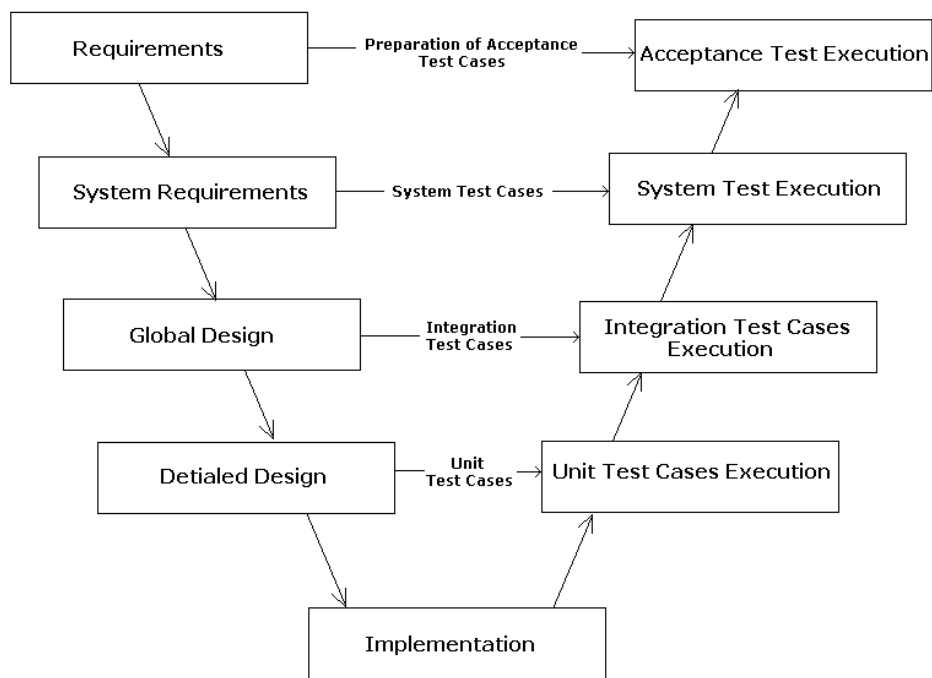 Requirements
Preparation of Acceptance
Test Cases
Acceptance Test Execution
System Requirements
System Test Cases
System Test Execution
Global Design
Integration
Test Cases
Integration Test Cases
Execution
Detialed Design
Unit
Test Cases
Unit Test Cases Execution
Implementation